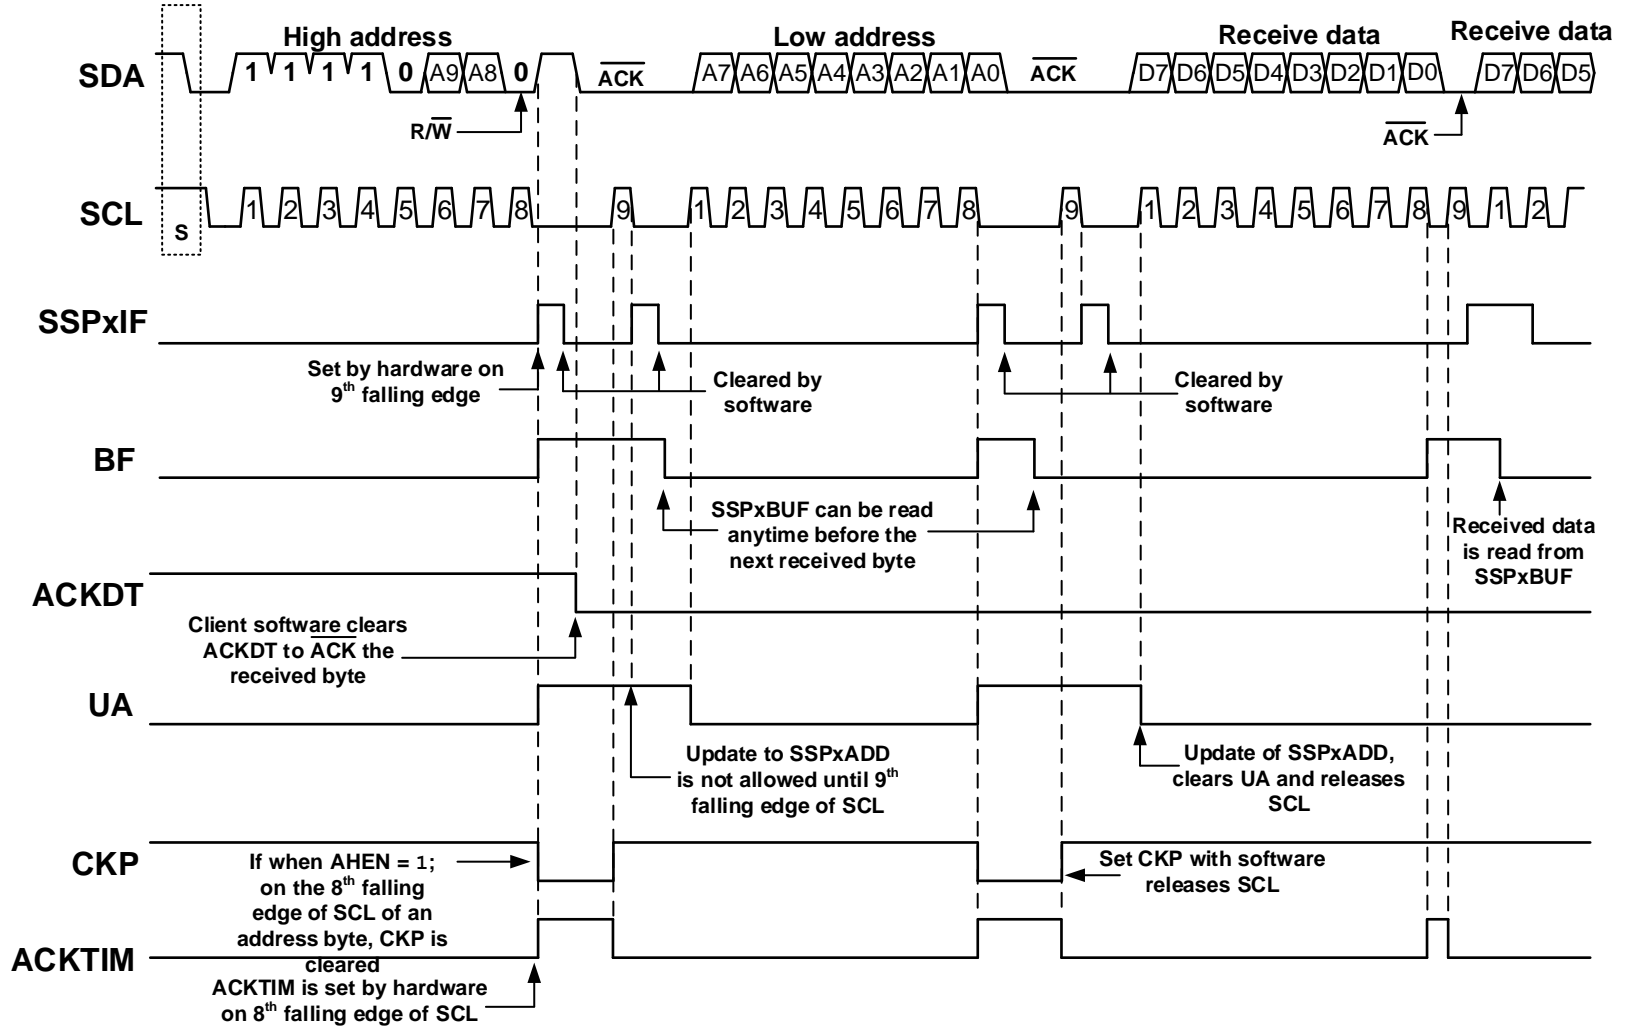 High address Low address Receive data Receive data
SDA 1 1 1 1 0 A9 A8 0 ACK A7 A6 A5 A4 A3 A2 A1 A0 ACK D7 D6 D5 D4 D3 D2 D1 D0 D7 D6 D5
R/W ACK
SCL 1 2 3 4 5 6 7 8 9 1 2 3 4 5 6 7 8 9 1 2 3 4 5 6 7 8 9 1 2
S
SSPxIF
Set by hardware on
9th falling edge
Cleared by
software
Cleared by
software
BF
SSPxBUF can be read
anytime before the
next received byte
Received data
is read from
SSPxBUF
ACKDT
Client software clears
ACKDT to ACK the
received byte
UA
Update to SSPxADD
is not allowed until 9th
falling edge of SCL
Update of SSPxADD,
clears UA and releases
SCL
CKP
If when AHEN = 1;
on the 8th falling
edge of SCL of an
address byte, CKP is
cleared
Set CKP with software
releases SCL
ACKTIM
ACKTIM is set by hardware
on 8th falling edge of SCL